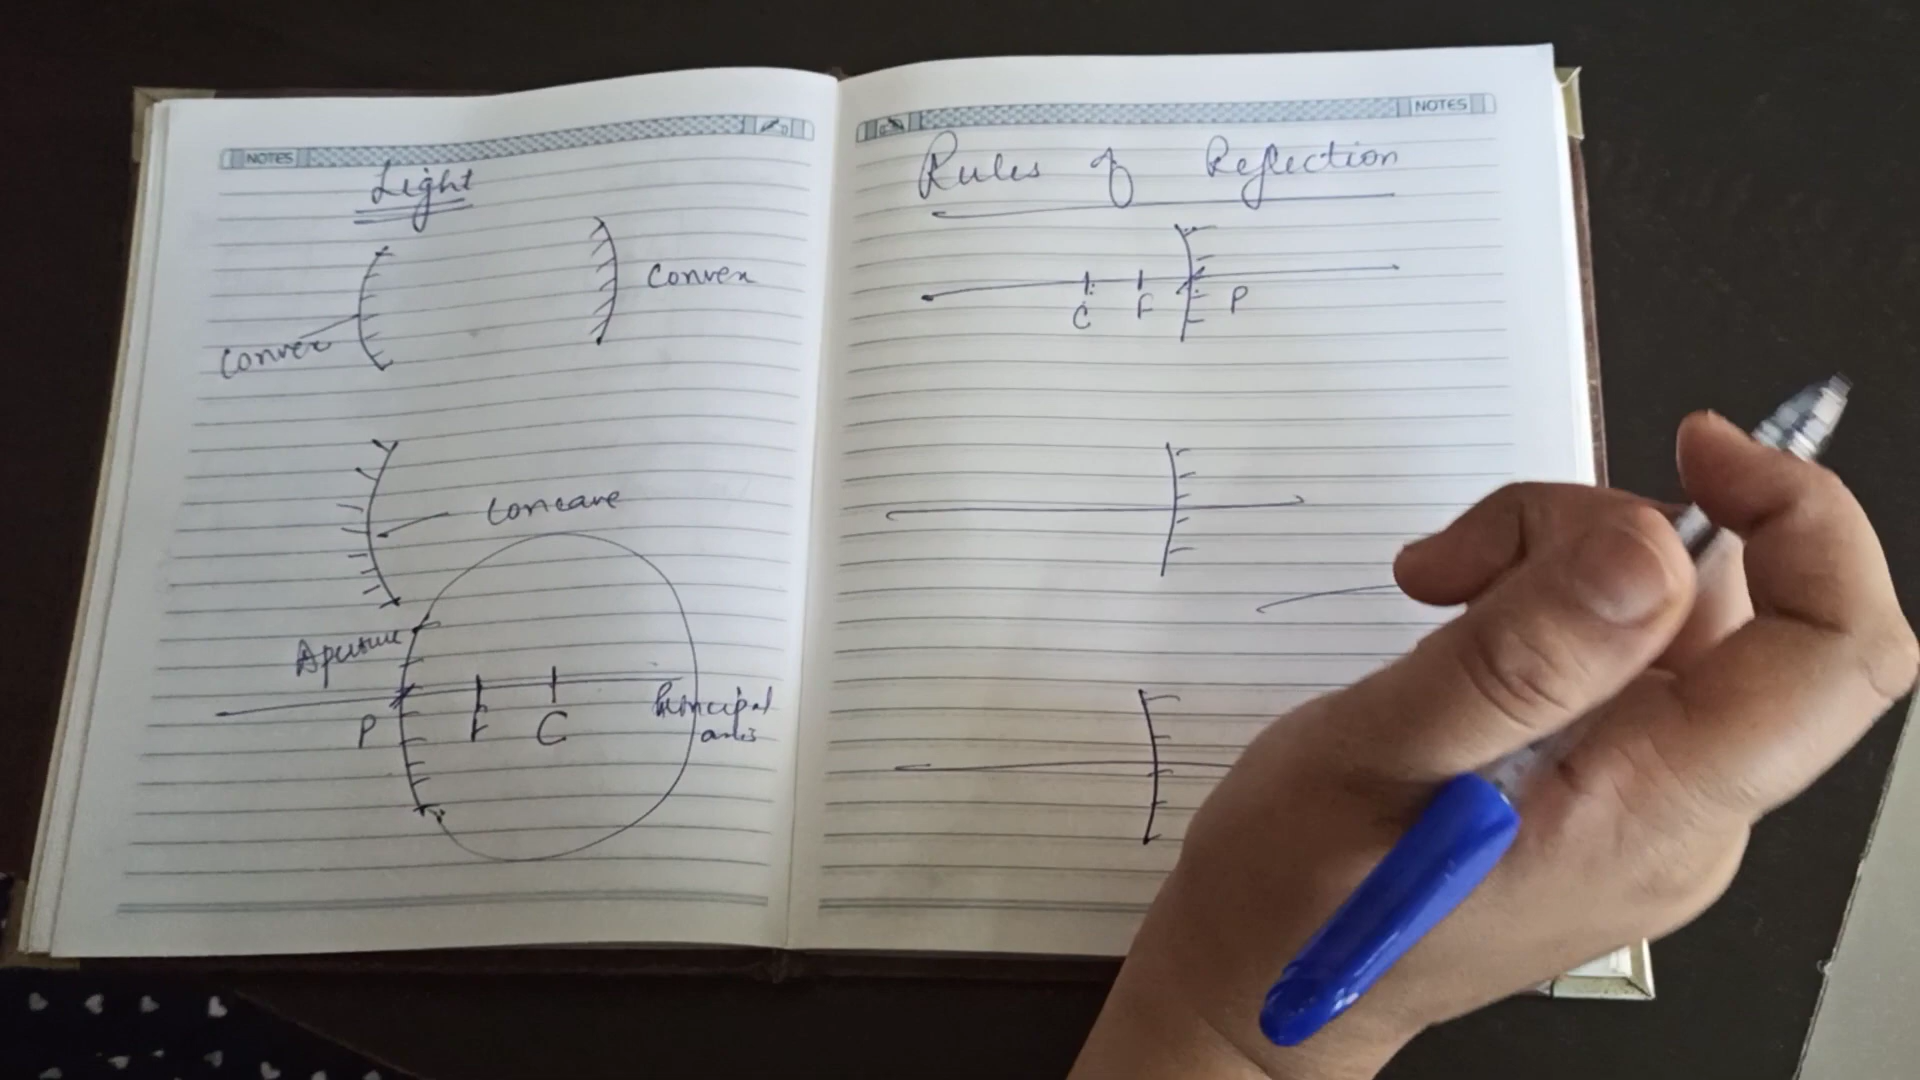 NOTES
Light
Convex
Convex
Concave
Aperture
P
F
C
Principal
axis
NOTES
Rules of Reflection
C
F
P